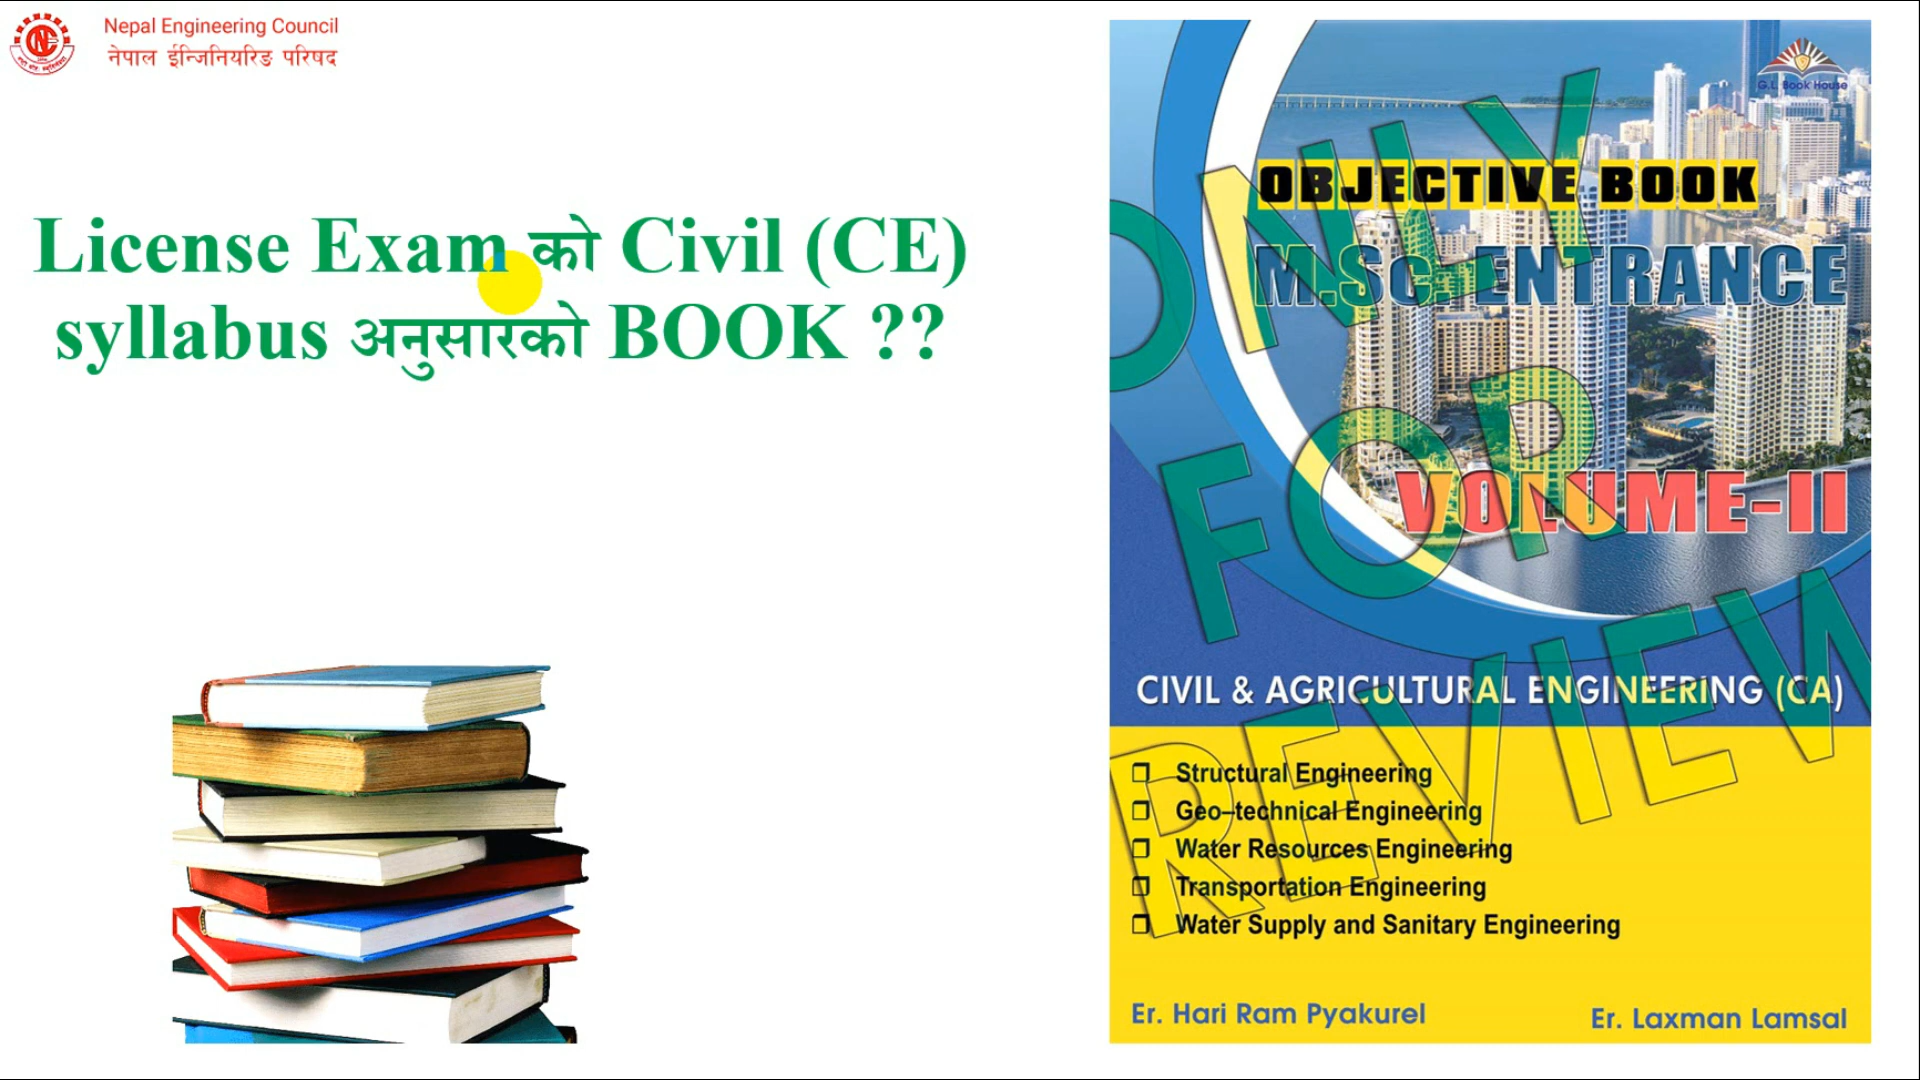 Nepal Engineering Council
नेपाल ईन्जिनियरिङ परिषद
License Exam को Civil (CE)
syllabus अनुसारको BOOK ??
G.L. Book House
OBJECTIVE BOOK
M.Sc. ENTRANCE
VOLUME-II
CIVIL & AGRICULTURAL ENGINEERING (CA)
❒ Structural Engineering
❒ Geo–technical Engineering
❒ Water Resources Engineering
❒ Transportation Engineering
❒ Water Supply and Sanitary Engineering
Er. Hari Ram Pyakurel
Er. Laxman Lamsal
ONLY
FOR
REVIEW